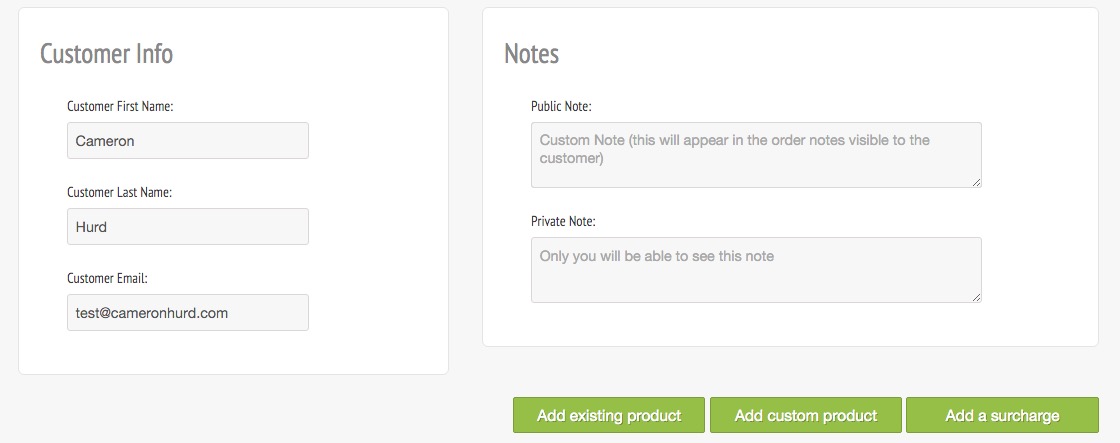 Customer Info
Customer First Name:
Cameron
Customer Last Name:
Hurd
Customer Email:
test@cameronhurd.com
Notes
Public Note:
Custom Note (this will appear in the order notes visible to the
customer)
Private Note:
Only you will be able to see this note
Add existing product
Add custom product
Add a surcharge